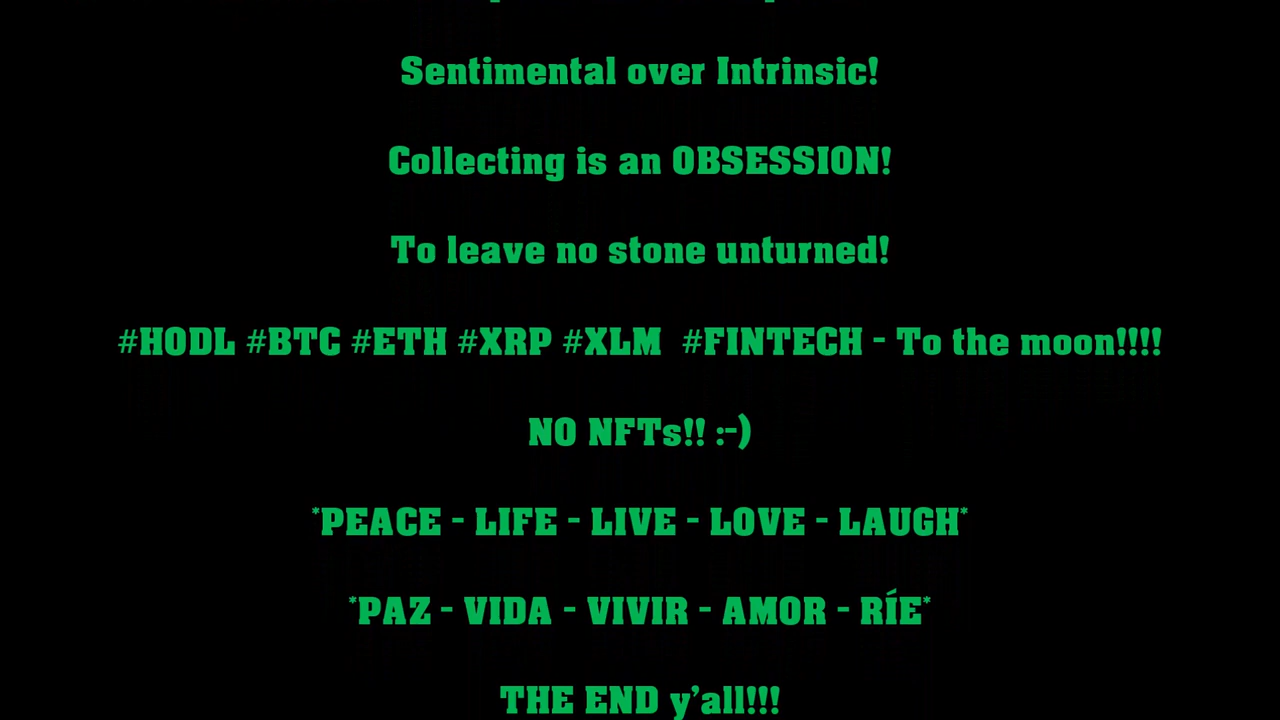 Sentimental over Intrinsic!
Collecting is an OBSESSION!
To leave no stone unturned!
#HODL #BTC #ETH #XRP #XLM  #FINTECH - To the moon!!!!
NO NFTs!! :-)
*PEACE - LIFE - LIVE - LOVE - LAUGH*
*PAZ - VIDA - VIVIR - AMOR - RÍE*
THE END y’all!!!